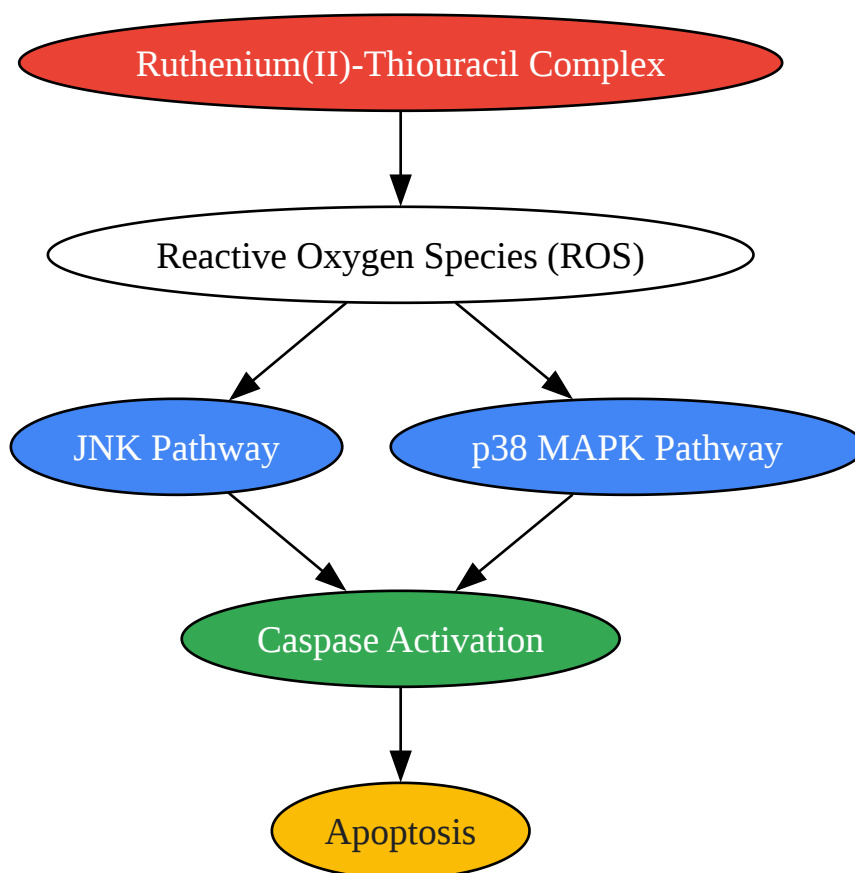 Ruthenium(II)-Thiouracil Complex
Reactive Oxygen Species (ROS)
JNK Pathway
p38 MAPK Pathway
Caspase Activation
Apoptosis